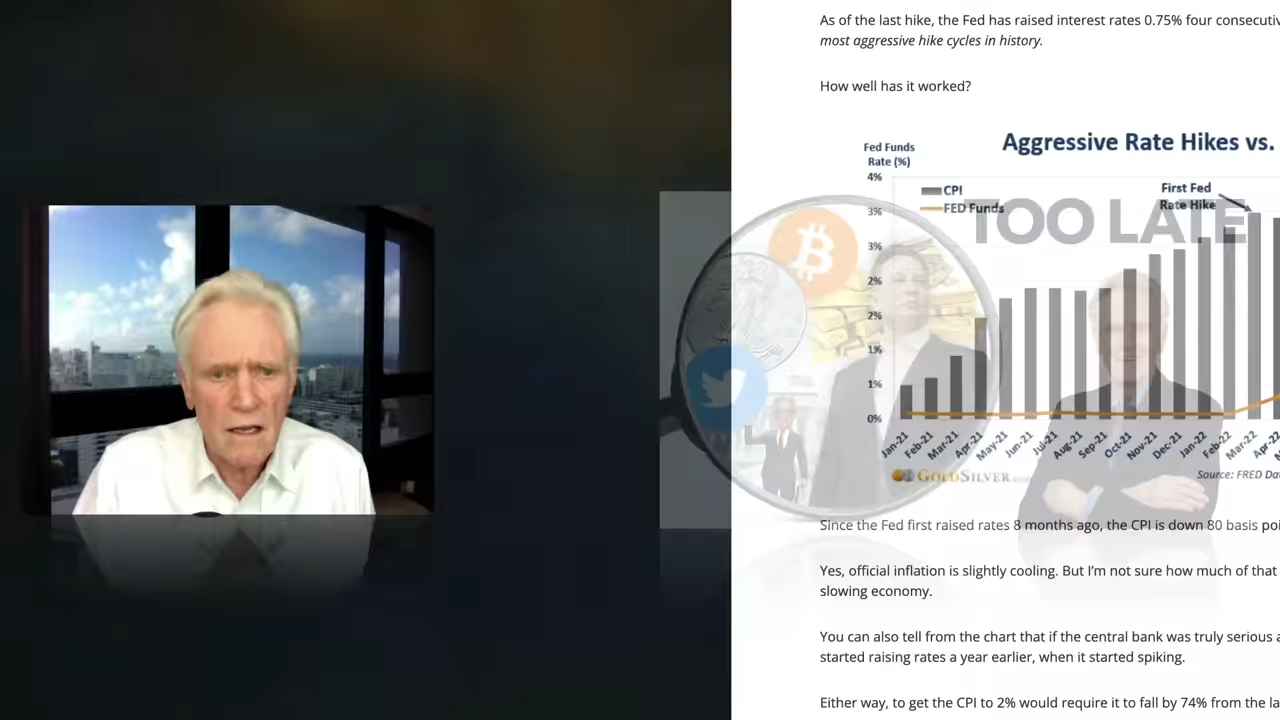 As of the last hike, the Fed has raised interest rates 0.75% four
most aggressive hike cycles in history.
How well has it worked?
Aggressive Rate Hikes vs.
Fed Funds
Rate (%)
4%
CPI
First Fed
3%
FED Funds
Rate Hike
TOO LATE
3%
2%
2%
1%
1%
0%
Jan-21
Feb-21
Mar-21
Apr-21
May-21
Jun-21
Jul-21
Aug-21
Sep-21
Oct-21
Nov-21
Dec-21
Jan-22
Feb-22
Mar-22
Apr-22
GOLDSILVER.com
Source: FRED
Since the Fed first raised rates 8 months ago, the CPI is down 80 basis
Yes, official inflation is slightly cooling. But I'm not sure how much of that
slowing economy.
You can also tell from the chart that if the central bank was truly serious
started raising rates a year earlier, when it started spiking.
Either way, to get the CPI to 2% would require it to fall by 74% from the